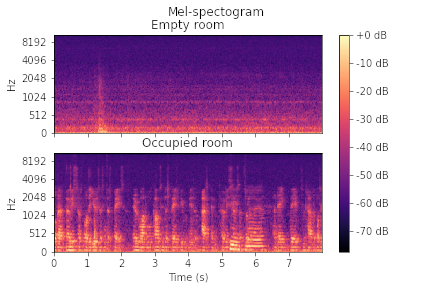 Mel-spectogram
Empty room
Hz
8192
4096
2048
1024
512
0
Occupied room
Hz
8192
4096
2048
1024
512
0
0 1 2 3 4 5 6 7
Time (s)
+0 dB
-10 dB
-20 dB
-30 dB
-40 dB
-50 dB
-60 dB
-70 dB